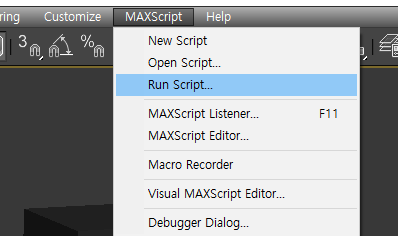 ring Customize MAXScript Help
3 %
New Script
Open Script...
Run Script...
MAXScript Listener... F11
MAXScript Editor...
Macro Recorder
Visual MAXScript Editor...
Debugger Dialog...